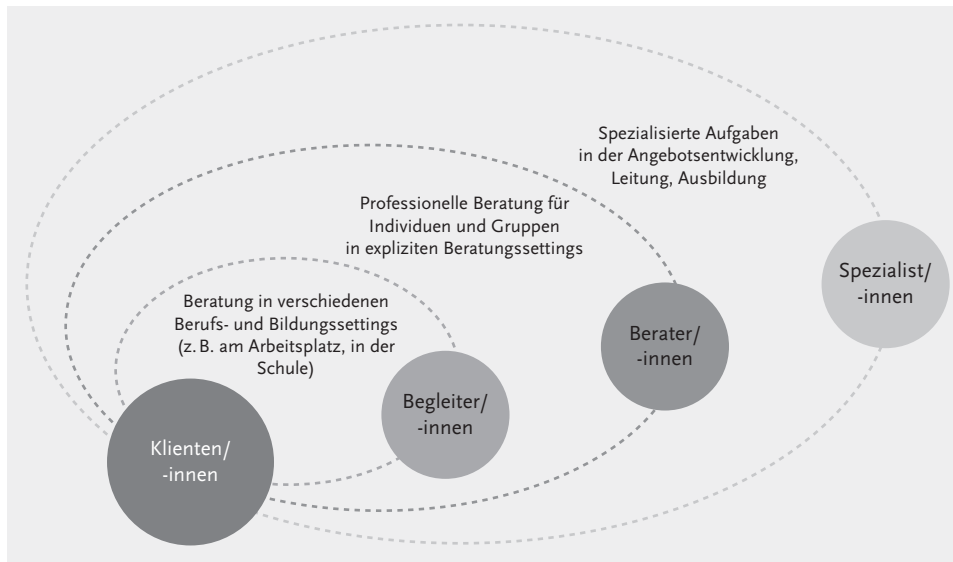 Spezialisierte Aufgaben
in der Angebotsentwicklung,
Leitung, Ausbildung
Professionelle Beratung für
Individuen und Gruppen
in expliziten Beratungssettings
Spezialist/
-innen
Beratung in verschiedenen
Berufs- und Bildungssettings
(z. B. am Arbeitsplatz, in der
Schule)
Berater/
-innen
Begleiter/
-innen
Klienten/
-innen